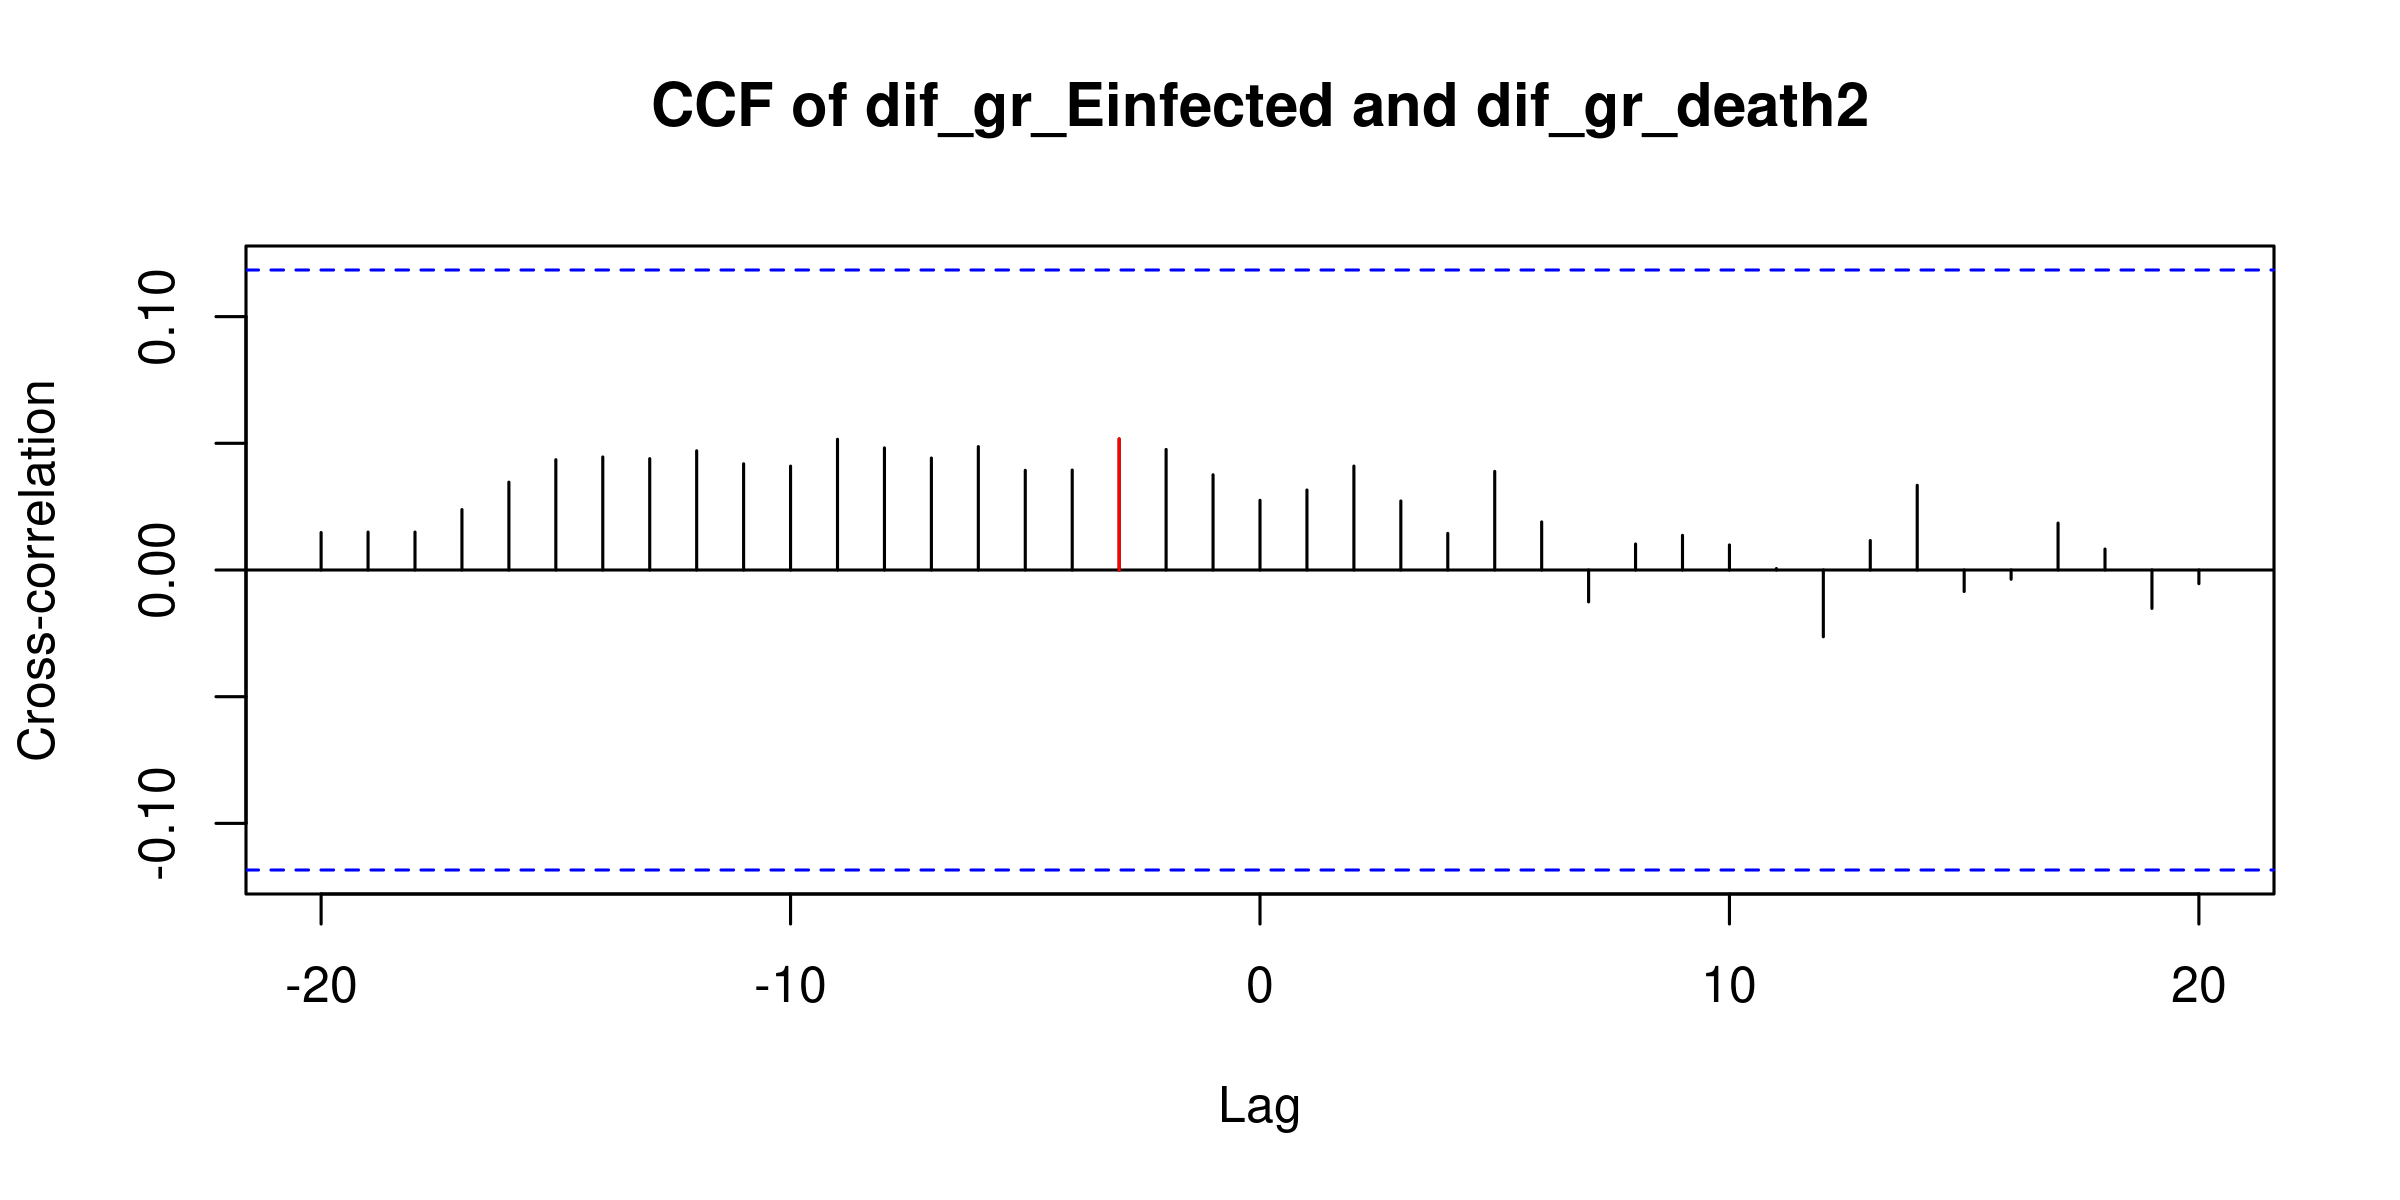 CCF of dif_gr_Einfected and dif_gr_death2
Cross-correlation
0.10
0.00
-0.10
-20 -10 0 10 20
Lag